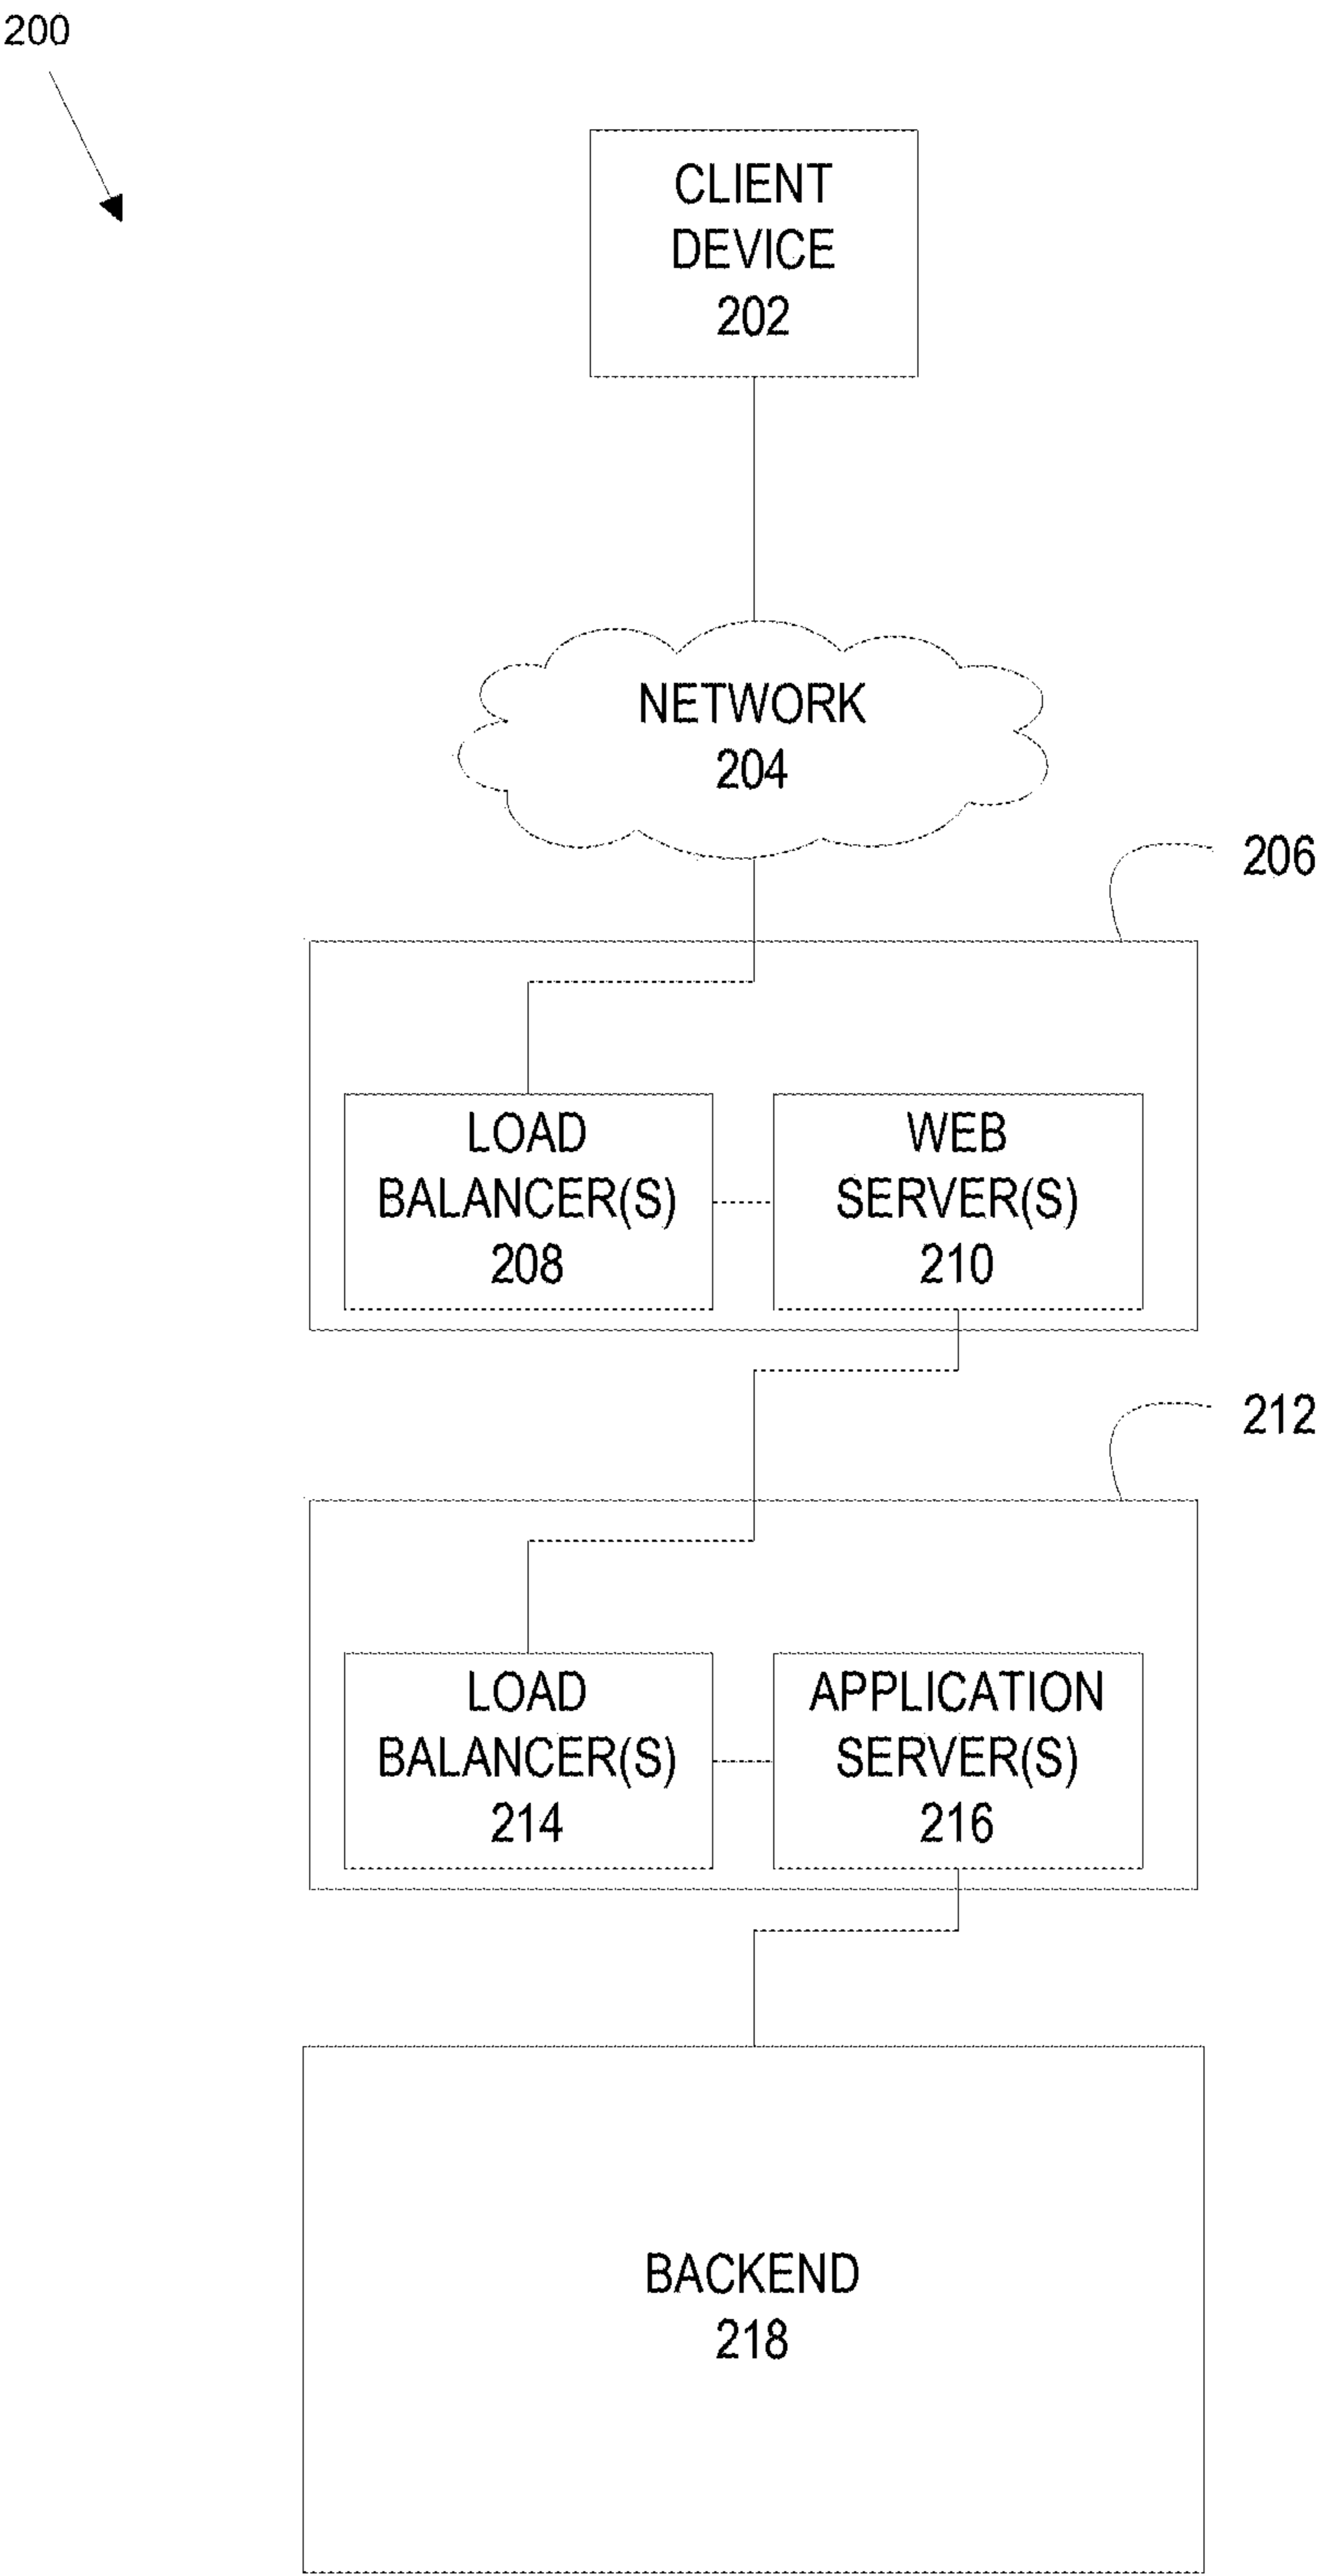 200
CLIENT
DEVICE
202
NETWORK
204
206
LOAD
BALANCER(S)
208
WEB
SERVER(S)
210
212
LOAD
BALANCER(S)
214
APPLICATION
SERVER(S)
216
BACKEND
218